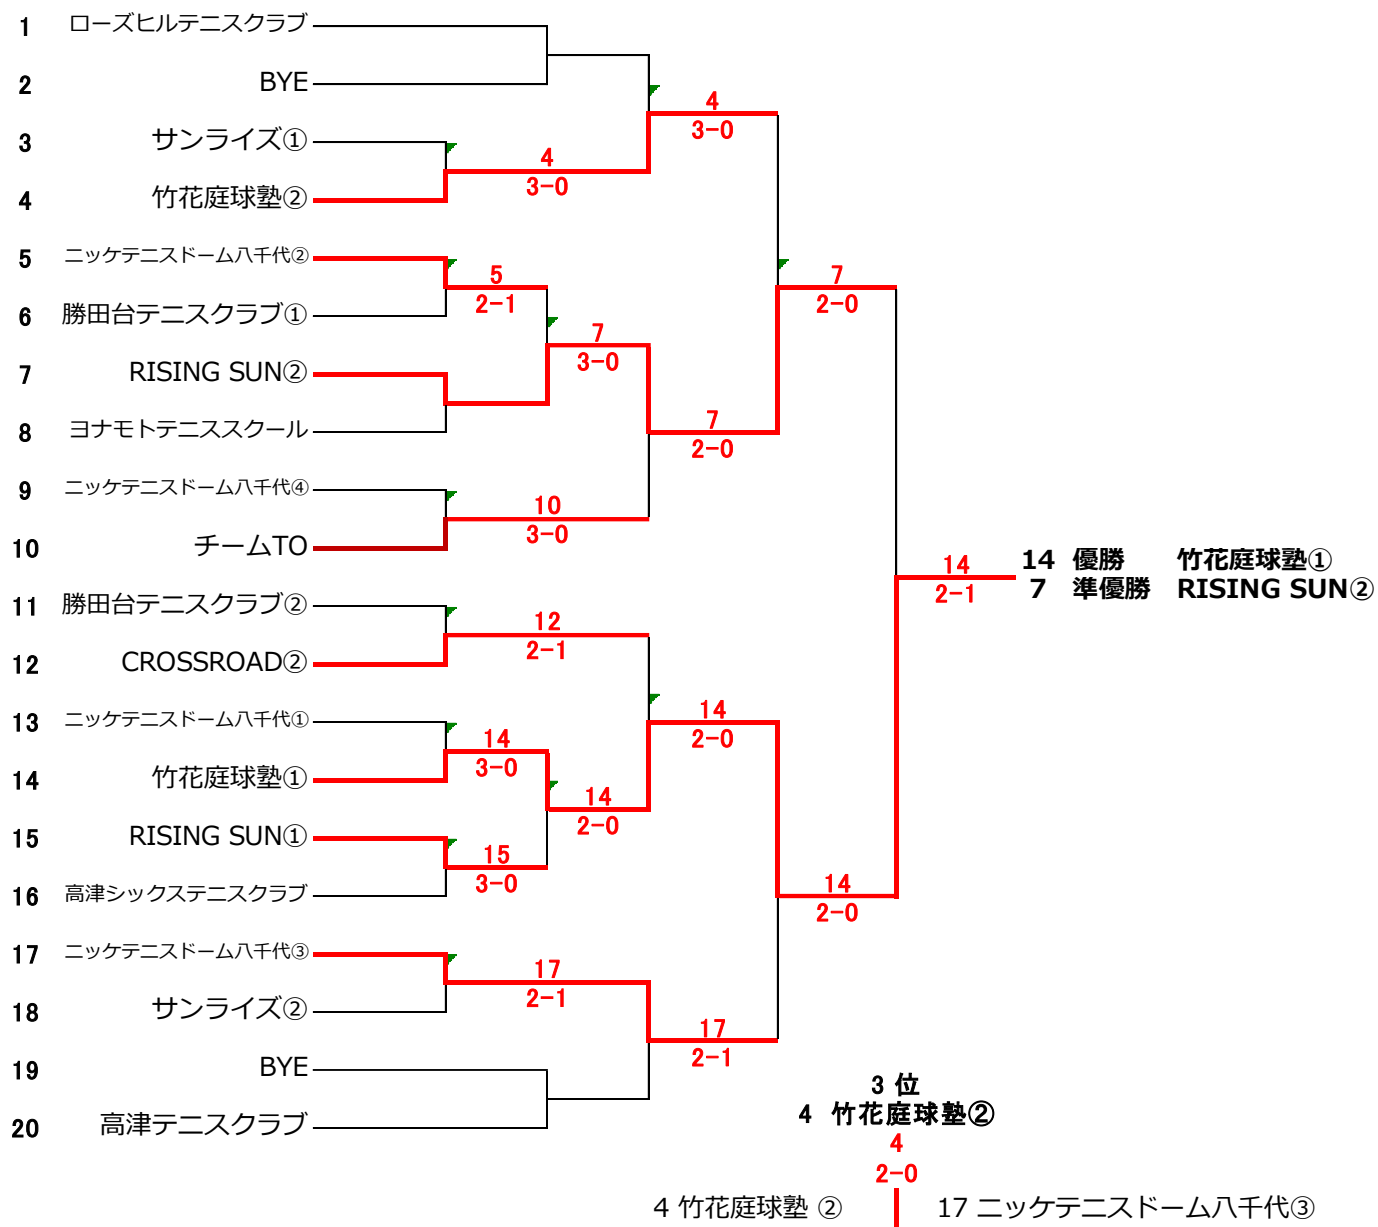 1 ローズヒルテニスクラブ
2 BYE
4
3-0
3 サンライズ①
4
3-0
4 竹花庭球塾②
5 ニッケテニスドーム八千代②
5
2-1
7
2-0
6 勝田台テニスクラブ①
7
3-0
7 RISING SUN②
7
2-0
8 ヨナモトテニススクール
9 ニッケテニスドーム八千代④
10
3-0
10 チームTO
14
2-1
14 優勝 竹花庭球塾①
7 準優勝 RISING SUN②
11 勝田台テニスクラブ②
12
2-1
12 CROSSROAD②
13 ニッケテニスドーム八千代①
14
3-0
14
2-0
14 竹花庭球塾①
14
2-0
15 RISING SUN①
15
3-0
16 高津シックステニスクラブ
14
2-0
17 ニッケテニスドーム八千代③
17
2-1
18 サンライズ②
17
2-1
19 BYE
20 高津テニスクラブ
3 位
4 竹花庭球塾②
4
2-0
4 竹花庭球塾 ② 17 ニッケテニスドーム八千代③